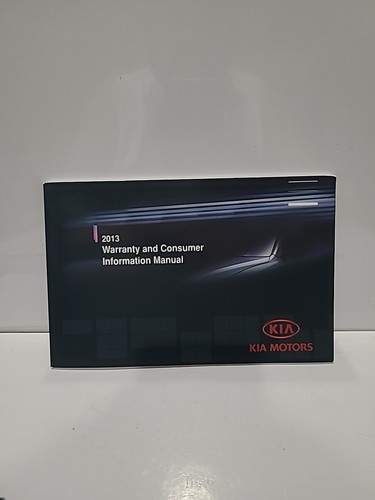 2013
Warranty and Consumer
Information Manual
KIA
KIA MOTORS